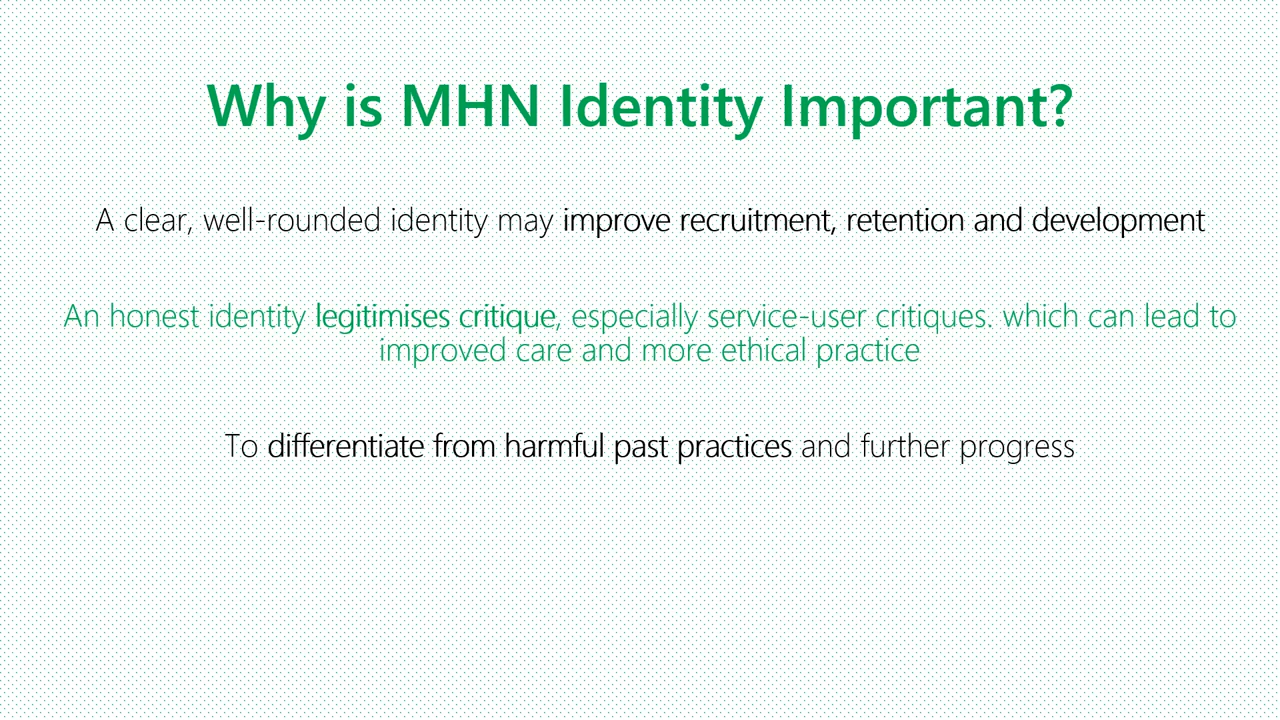 Why is MHN Identity Important?
A clear, well-rounded identity may improve recruitment, retention and development
An honest identity legitimises critique, especially service-user critiques. which can lead to
improved care and more ethical practice
To differentiate from harmful past practices and further progress